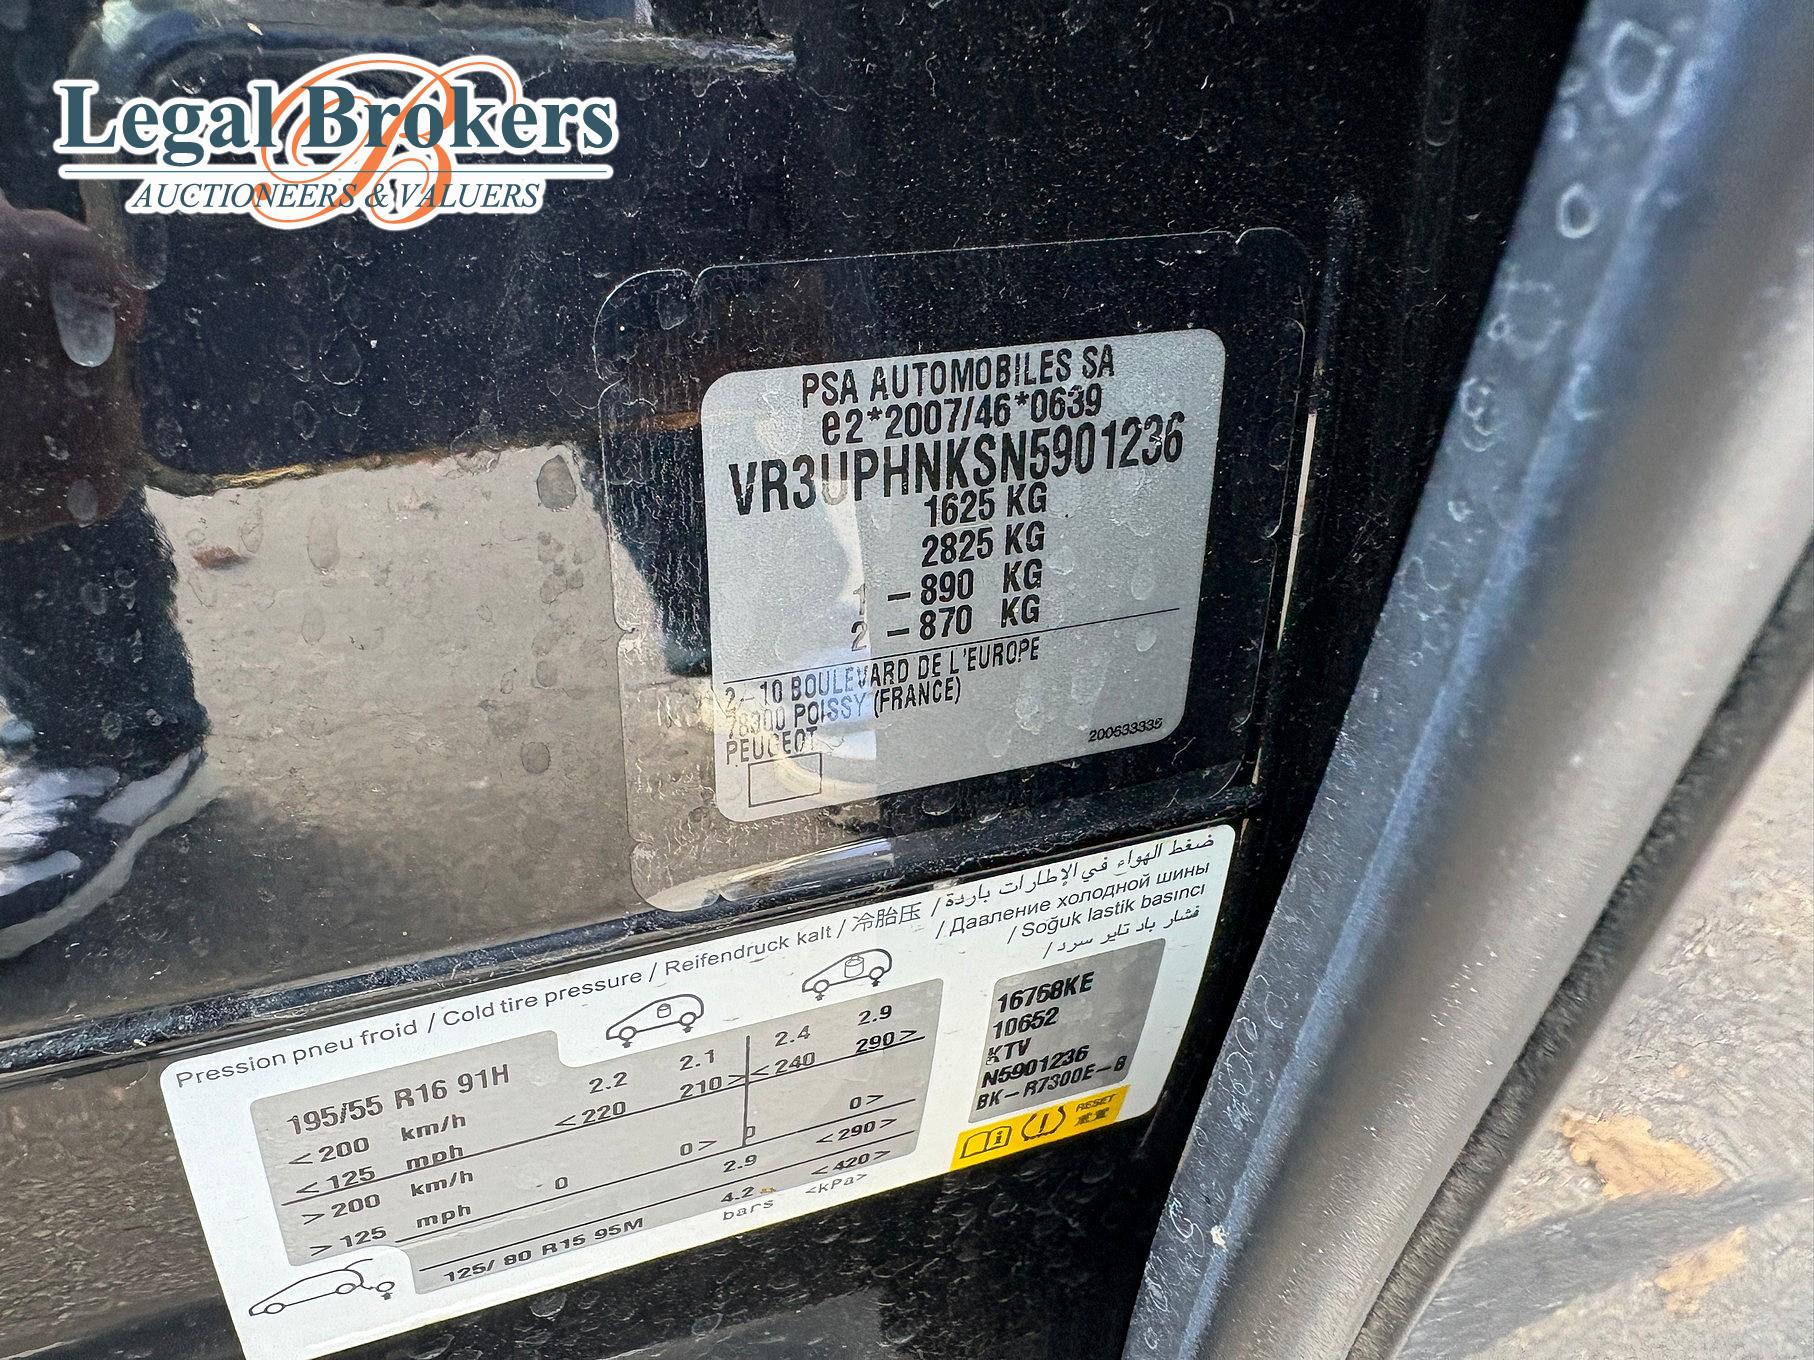 Legal Brokers
AUCTIONEERS & VALUERS
PSA AUTOMOBILES SA
e2*2007/46*0639
VR3UPHNKSN5901236
1625 KG
2825 KG
1 – 890 KG
2 – 870 KG
2–10 BOULEVARD DE L'EUROPE
78300 POISSY (FRANCE)
PEUGEOT
200633335
Pression pneu froid / Cold tire pressure / Reifendruck kalt / 冷胎压 / ضغط الهواء في الإطارات باردة
/ Давление холодной шины
/ Soğuk lastik basıncı
/ فشار باد تایر سرد
195/55 R16 91H 2.2 2.1 2.4 2.9
<200 km/h <220 210> <240 290>
<125 mph
>200 km/h 0 0> 0 0>
>125 mph 2.9 <290>
125/ 80 R15 95M 4.2 <420>
bars <kPa>
16768KE
10652
KTV
N5901236
BK–R7300E–B
RESET